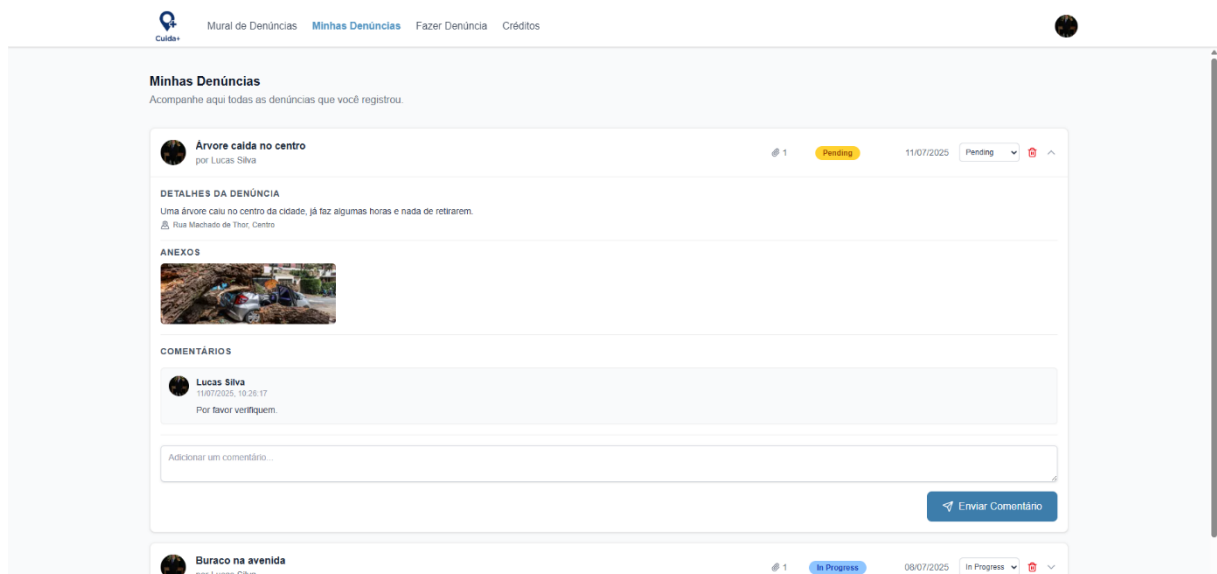 Cuida+
Mural de Denúncias Minhas Denúncias Fazer Denúncia Créditos
Minhas Denúncias
Acompanhe aqui todas as denúncias que você registrou.
Árvore caida no centro
por Lucas Silva
1 Pending 11/07/2025 Pending
DETALHES DA DENÚNCIA
Uma árvore caiu no centro da cidade, já faz algumas horas e nada de retirarem.
Rua Machado de Thor, Centro
ANEXOS
COMENTÁRIOS
Lucas Silva
11/07/2025, 10:26:17
Por favor verifiquem.
Adicionar um comentário...
Enviar Comentário
Buraco na avenida
por Lucas Silva
1 In Progress 08/07/2025 In Progress